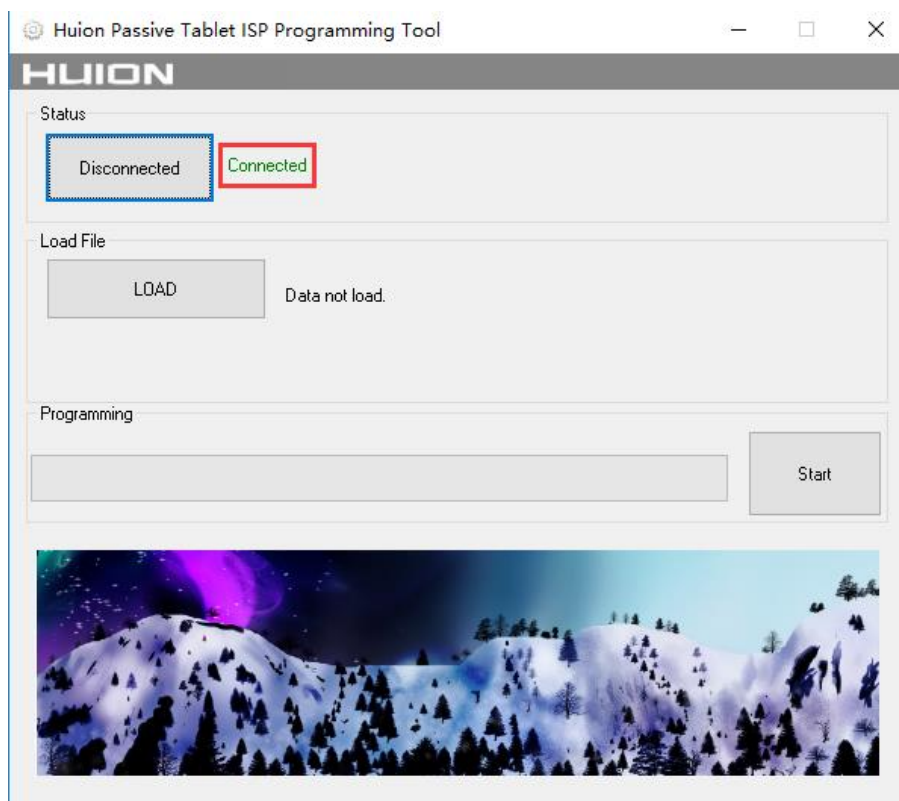 Huion Passive Tablet ISP Programming Tool
HUION
Status
Disconnected Connected
Load File
LOAD Data not load.
Programming
Start